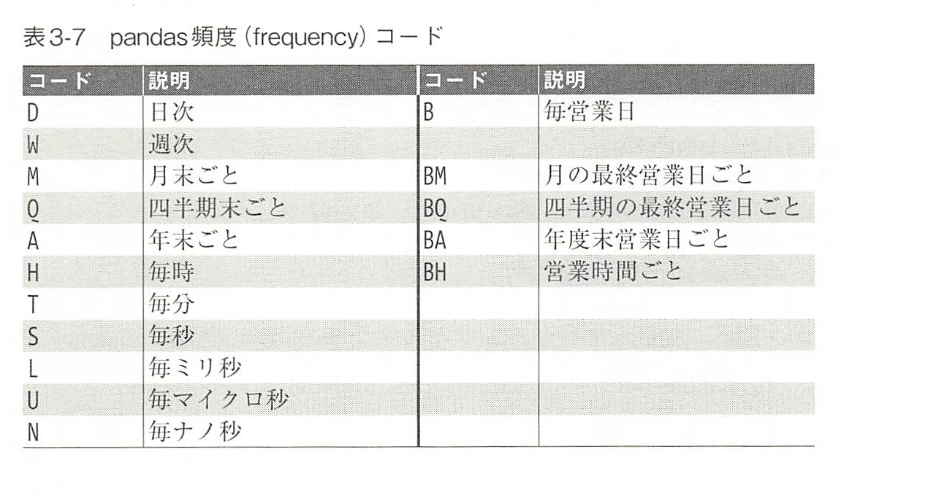 表3-7 pandas頻度（frequency）コード
コード 説明 コード 説明
D 日次 B 毎営業日
W 週次
M 月末ごと BM 月の最終営業日ごと
Q 四半期末ごと BQ 四半期の最終営業日ごと
A 年末ごと BA 年度末営業日ごと
H 毎時 BH 営業時間ごと
T 毎分
S 毎秒
L 毎ミリ秒
U 毎マイクロ秒
N 毎ナノ秒